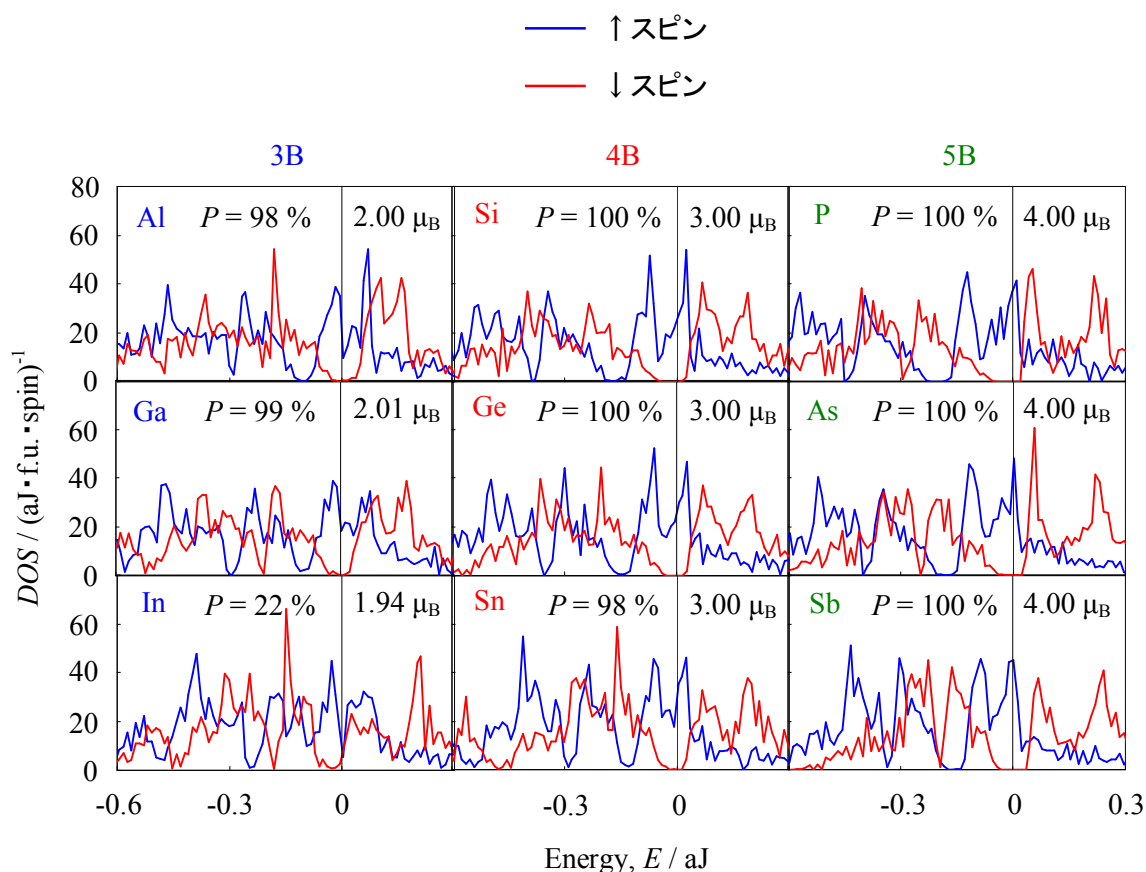 ↑スピン
↓スピン
3B 4B 5B
80
Al P = 98 % 2.00 μB Si P = 100 % 3.00 μB P P = 100 % 4.00 μB
60
40
20
0
Ga P = 99 % 2.01 μB Ge P = 100 % 3.00 μB As P = 100 % 4.00 μB
60
40
20
0
In P = 22 % 1.94 μB Sn P = 98 % 3.00 μB Sb P = 100 % 4.00 μB
60
40
20
0
DOS / (aJ・f.u.・spin)⁻¹
-0.6 -0.3 0 -0.3 0 -0.3 0 0.3
Energy, E / aJ